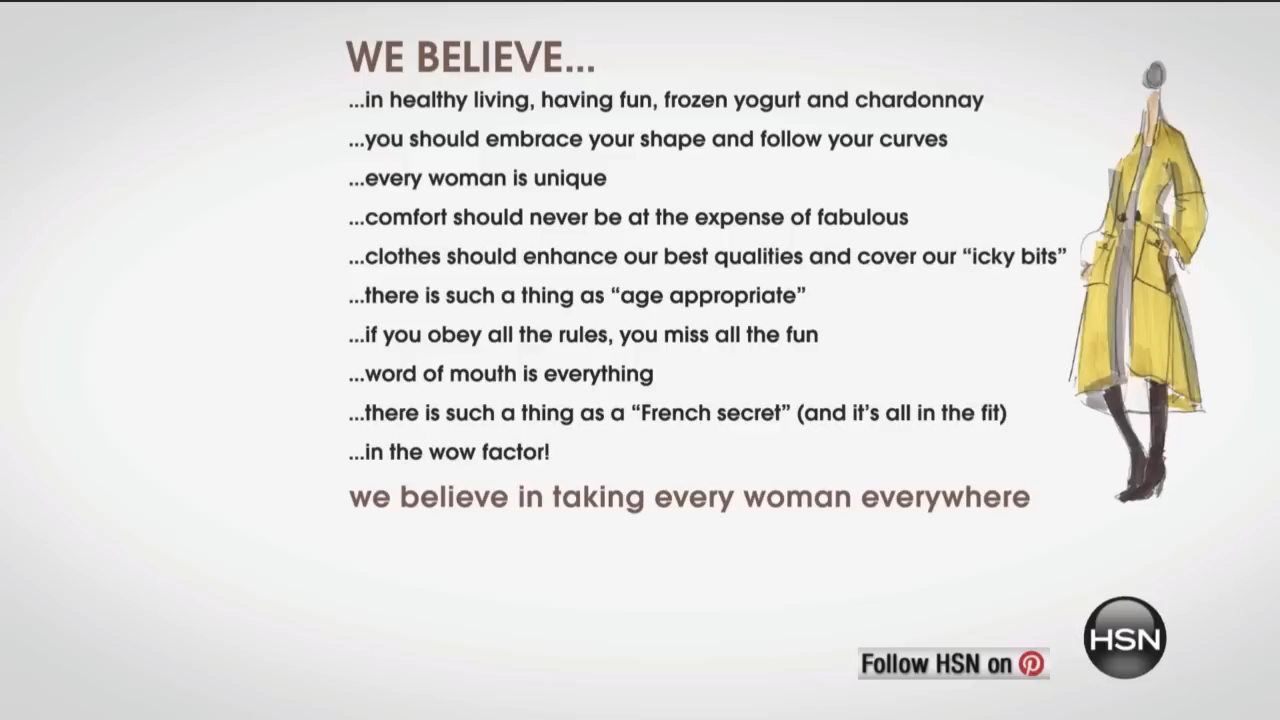 WE BELIEVE...
...in healthy living, having fun, frozen yogurt and chardonnay
...you should embrace your shape and follow your curves
...every woman is unique
...comfort should never be at the expense of fabulous
...clothes should enhance our best qualities and cover our “icky bits”
...there is such a thing as “age appropriate”
...if you obey all the rules, you miss all the fun
...word of mouth is everything
...there is such a thing as a “French secret” (and it’s all in the fit)
...in the wow factor!
we believe in taking every woman everywhere
HSN
Follow HSN on